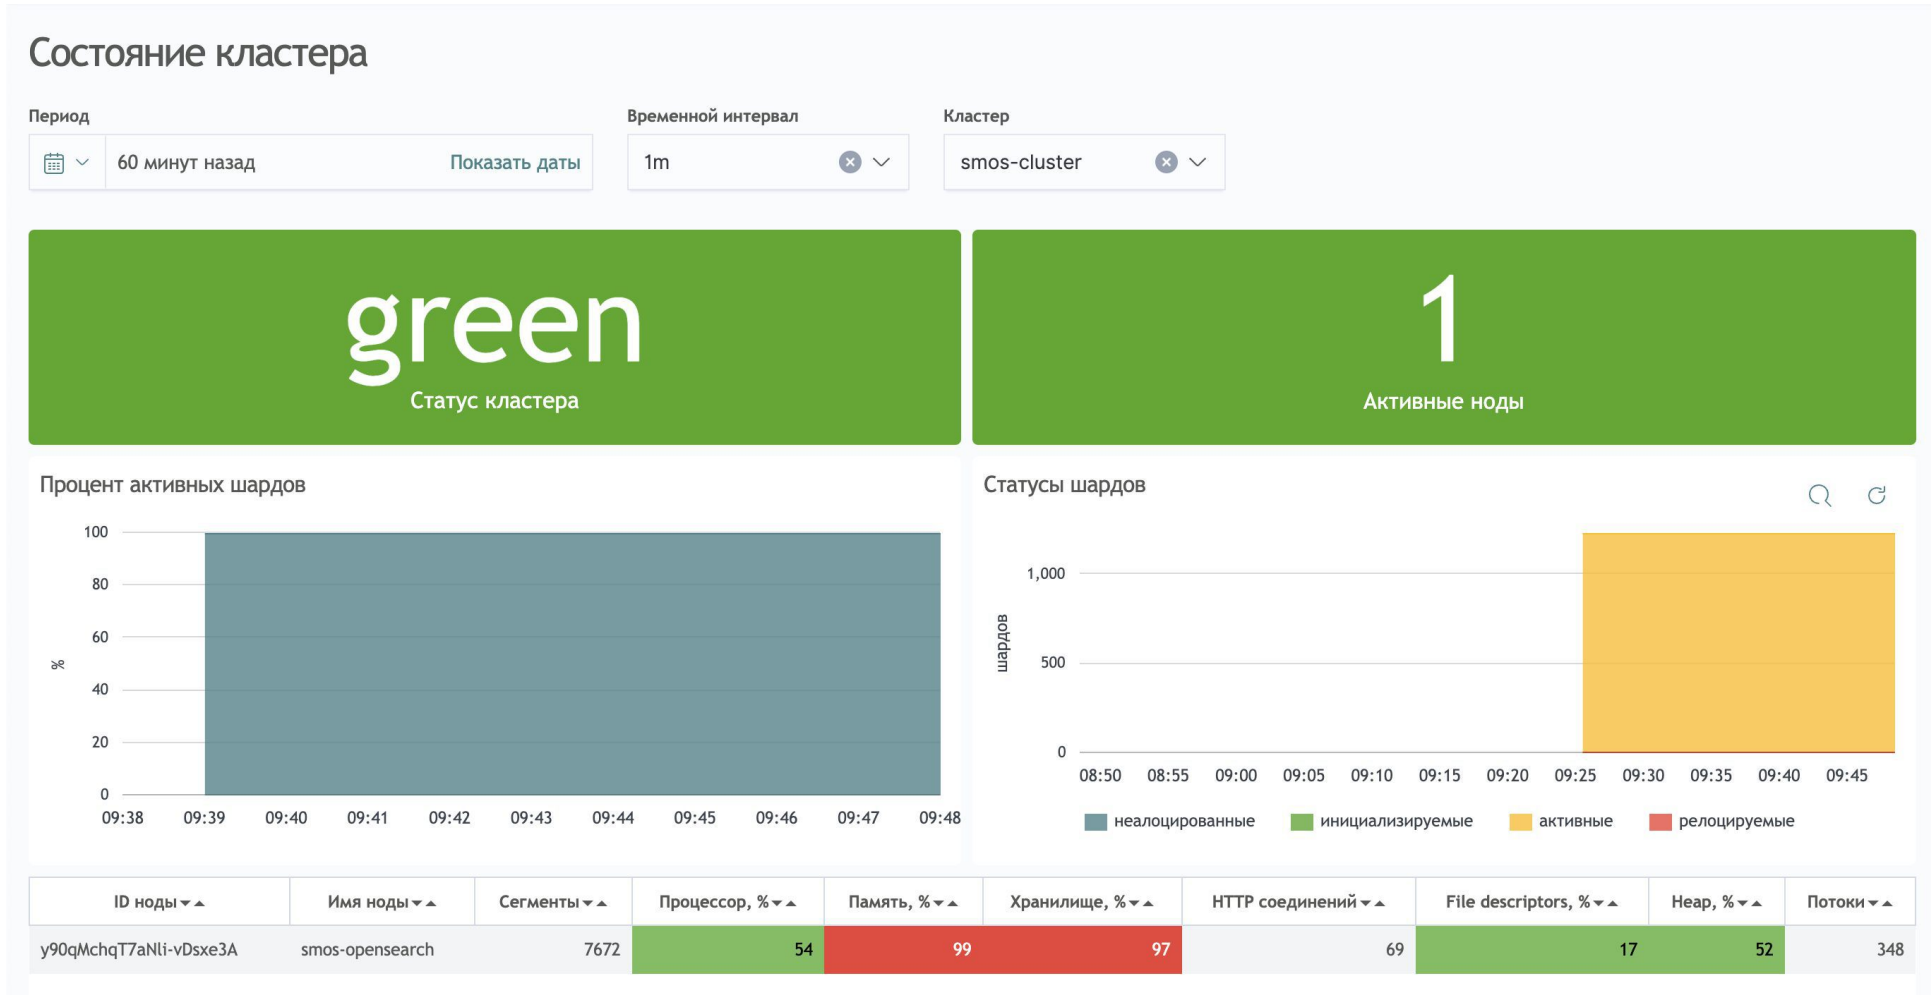 Состояние кластера
Период
Временной интервал
Кластер
60 минут назад
Показать даты
1m
smos-cluster
green
Статус кластера
1
Активные ноды
Процент активных шардов
100
80
60
40
20
0
%
09:38 09:39 09:40 09:41 09:42 09:43 09:44 09:45 09:46 09:47 09:48
Статусы шардов
1,000
500
0
шардов
08:50 08:55 09:00 09:05 09:10 09:15 09:20 09:25 09:30 09:35 09:40 09:45
неалоцированные инициализируемые активные релоцируемые
ID ноды Имя ноды Сегменты Процессор, % Память, % Хранилище, % HTTP соединений File descriptors, % Heap, % Потоки
y90qMchqT7aNli-vDsxe3A smos-opensearch 7672 54 99 97 69 17 52 348